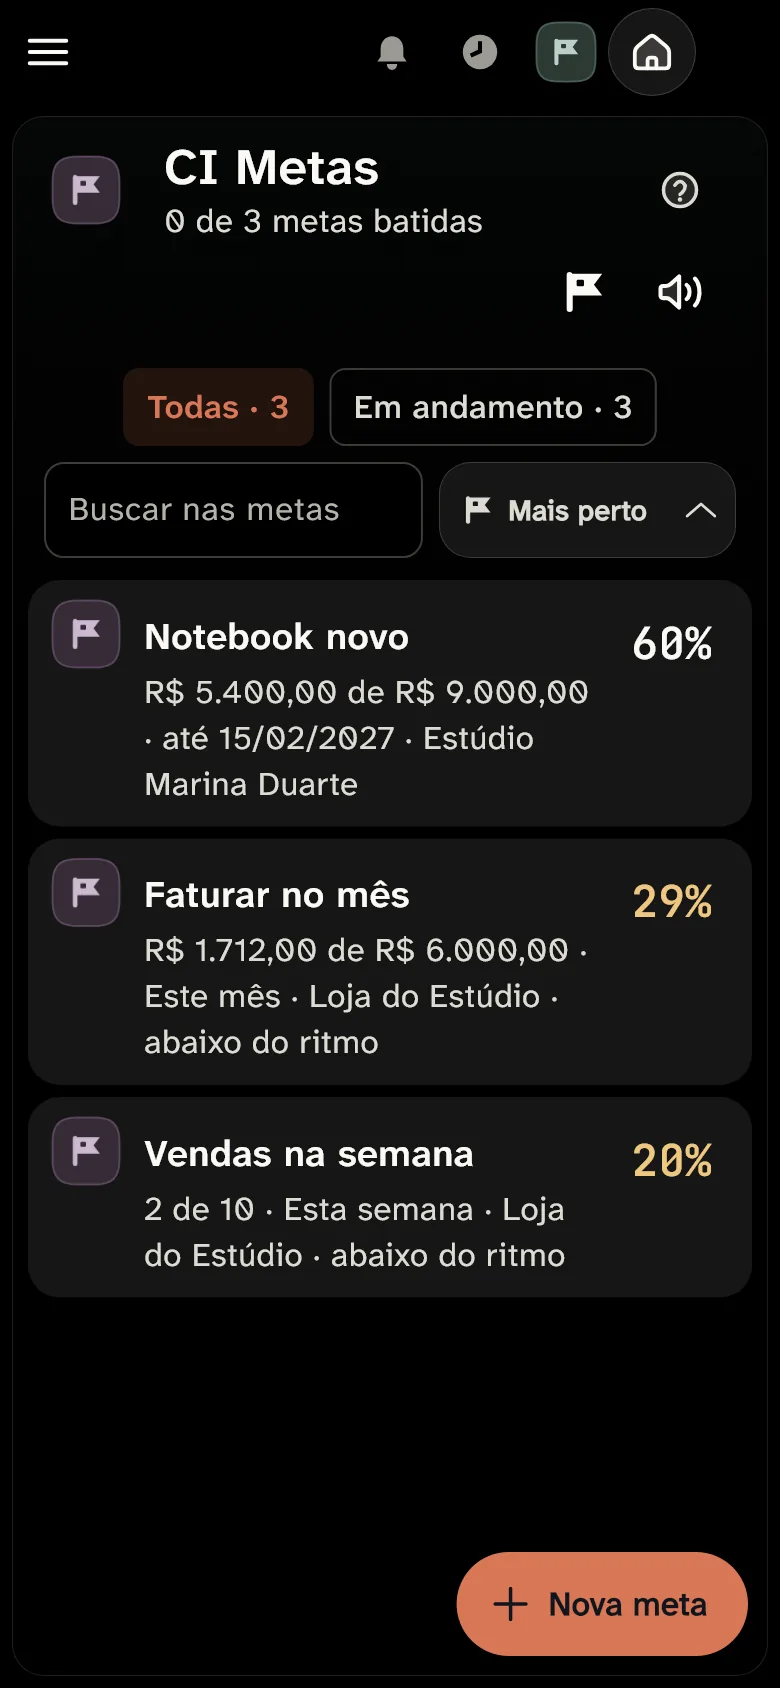 CI Metas
0 de 3 metas batidas
Todas · 3
Em andamento · 3
Buscar nas metas
Mais perto
Notebook novo
60%
R$ 5.400,00 de R$ 9.000,00
· até 15/02/2027 · Estúdio
Marina Duarte
Faturar no mês
29%
R$ 1.712,00 de R$ 6.000,00 ·
Este mês · Loja do Estúdio ·
abaixo do ritmo
Vendas na semana
20%
2 de 10 · Esta semana · Loja
do Estúdio · abaixo do ritmo
Nova meta